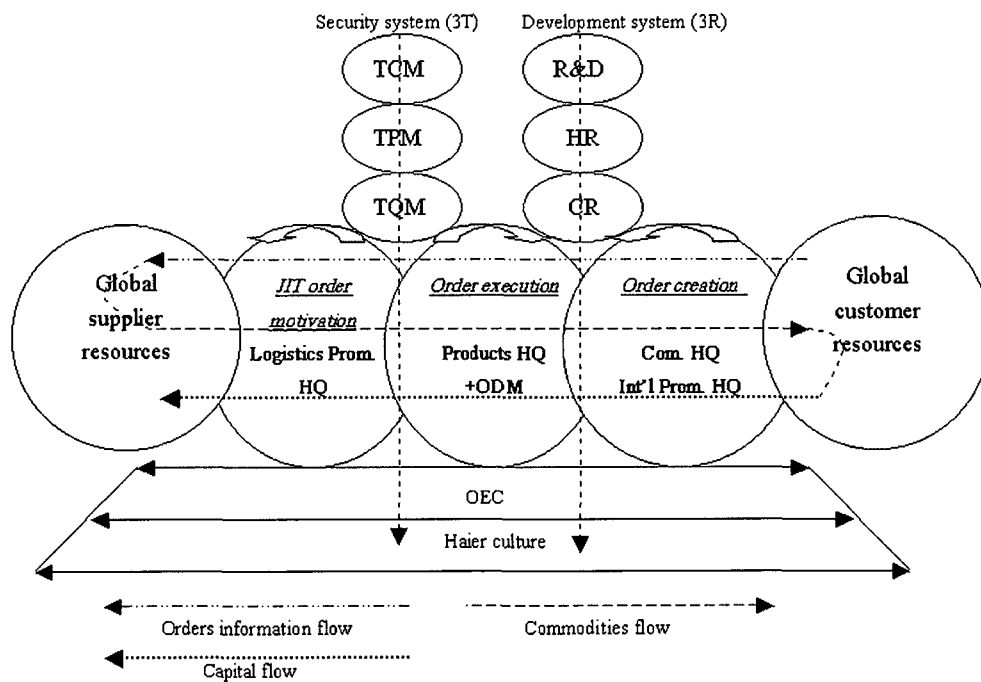 Security system (3T)
Development system (3R)
TCM
R&D
TPM
HR
TQM
CR
Global
supplier
resources
JIT order
motivation
Logistics Prom.
HQ
Order execution
Products HQ
+ODM
Order creation
Com. HQ
Int'l Prom. HQ
Global
customer
resources
OEC
Haier culture
Orders information flow
Commodities flow
Capital flow